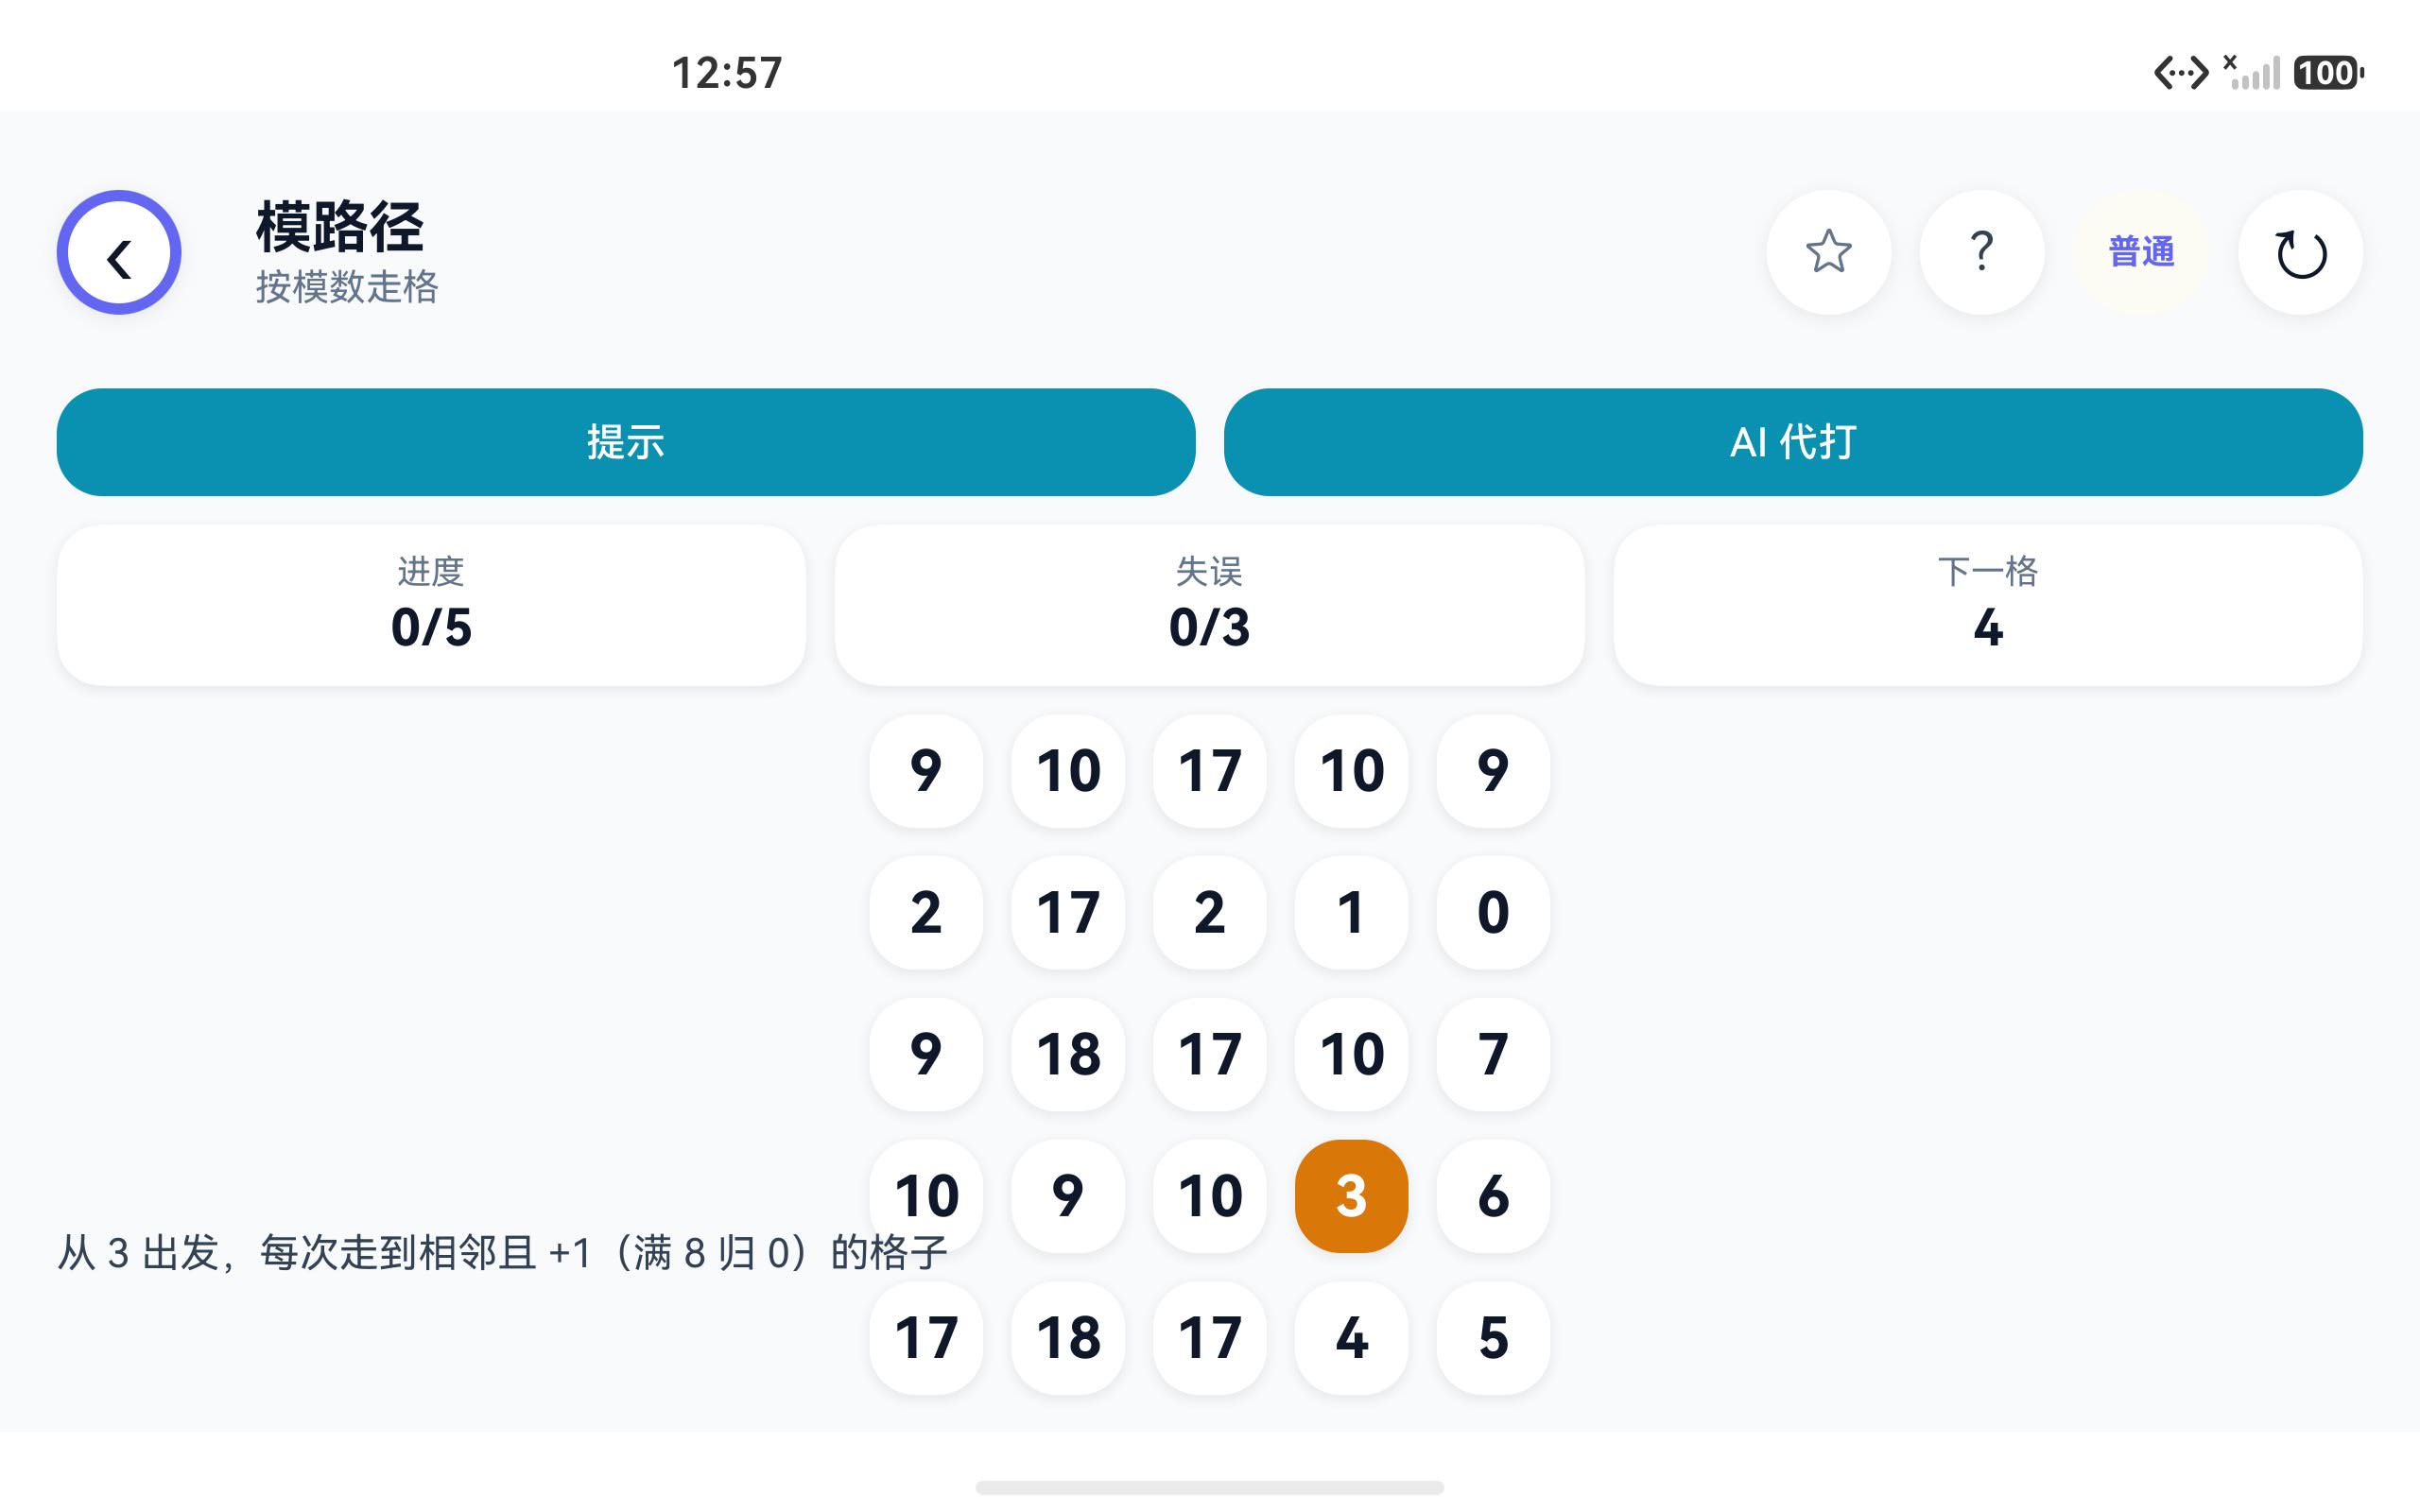 12:57
100
模路径
按模数走格
?
普通
提示
AI 代打
进度
0/5
失误
0/3
下一格
4
9 10 17 10 9
2 17 2 1 0
9 18 17 10 7
10 9 10 3 6
从 3 出发，每次走到相邻且 +1（满 8 归 0）的格子
17 18 17 4 5